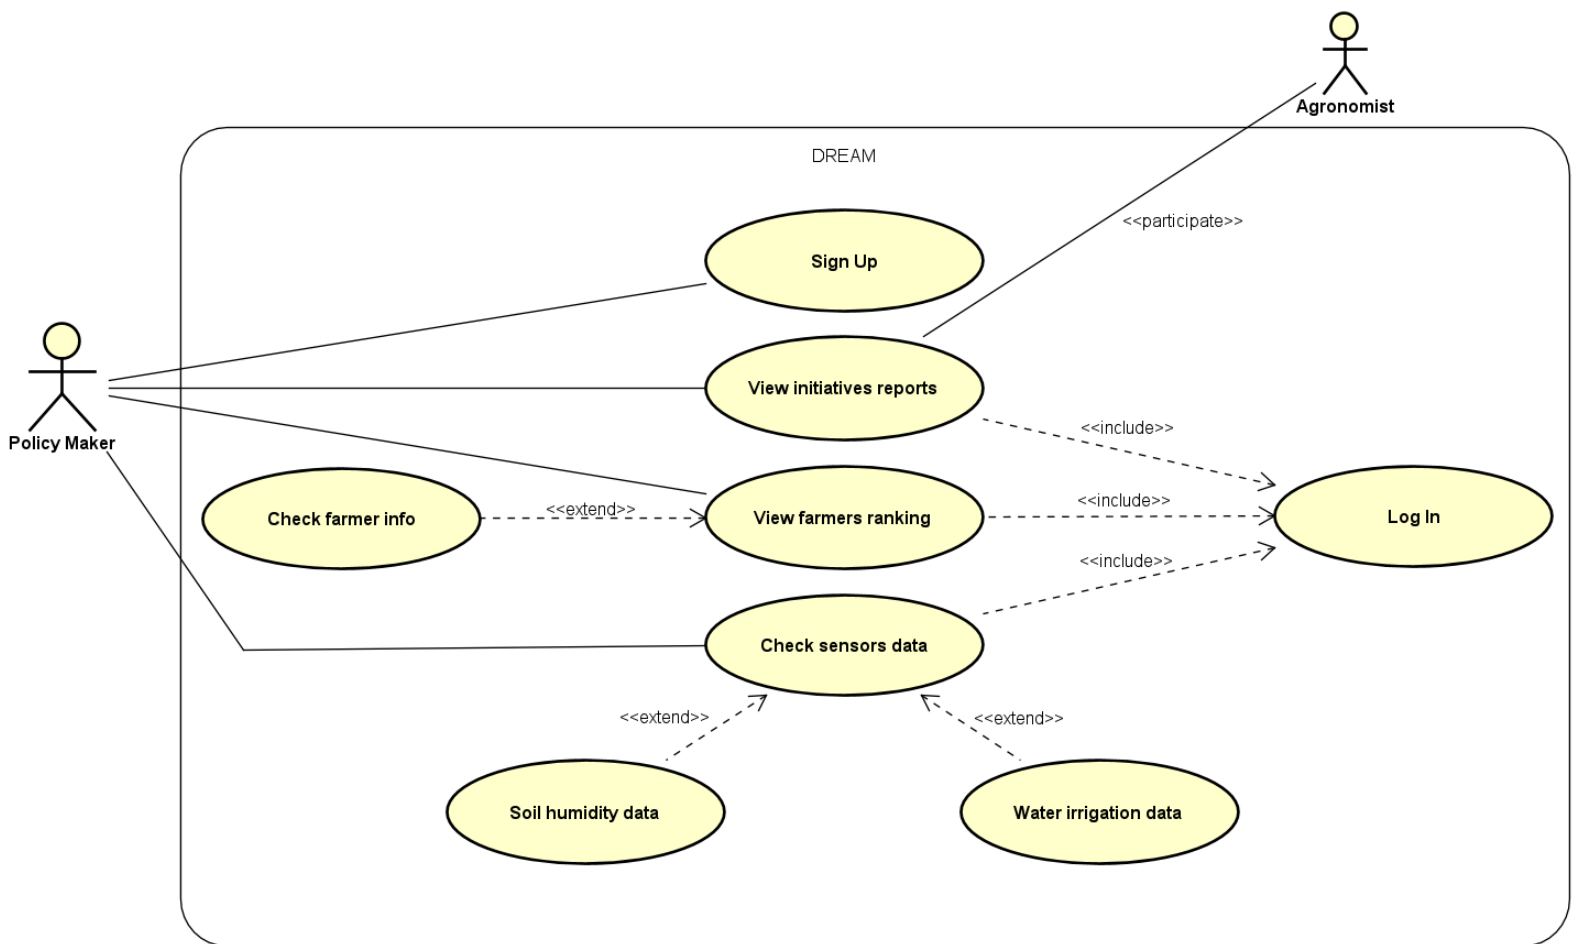 Agronomist
DREAM
<<participate>>
Sign Up
View initiatives reports
Policy Maker
<<include>>
Check farmer info
<<extend>>
View farmers ranking
<<include>>
Log In
<<include>>
Check sensors data
<<extend>>
<<extend>>
Soil humidity data
Water irrigation data